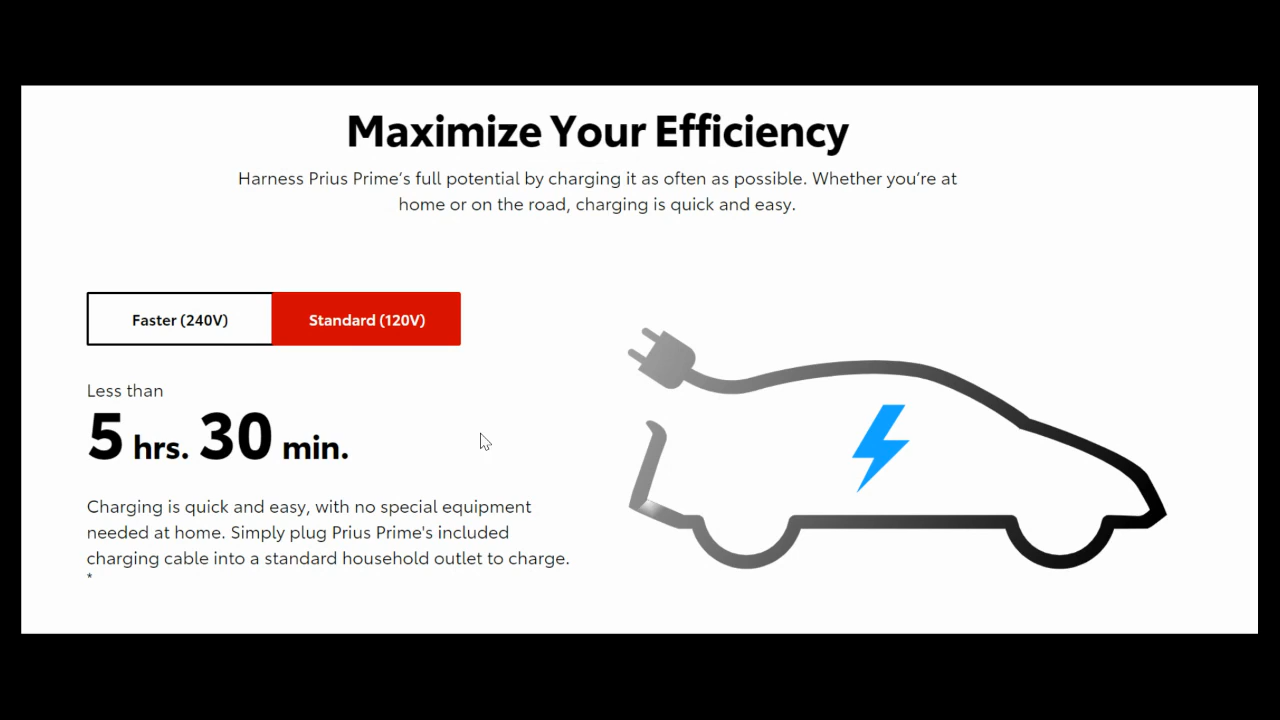 Maximize Your Efficiency
Harness Prius Prime’s full potential by charging it as often as possible. Whether you’re at
home or on the road, charging is quick and easy.
Faster (240V)
Standard (120V)
Less than
5 hrs. 30 min.
Charging is quick and easy, with no special equipment
needed at home. Simply plug Prius Prime's included
charging cable into a standard household outlet to charge.
*